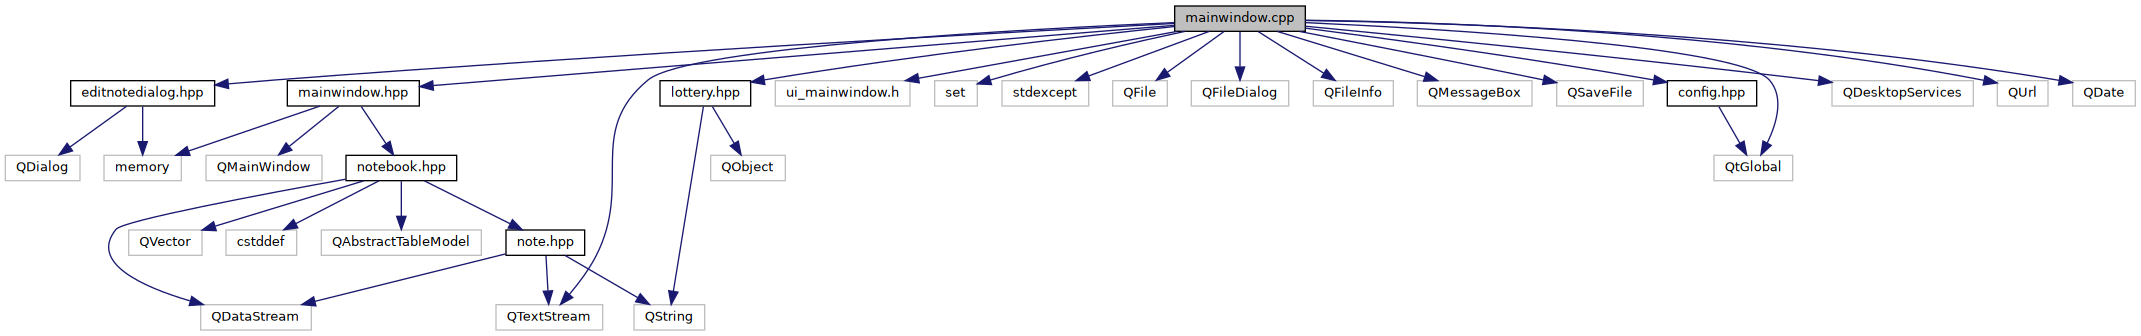 mainwindow.cpp
editnotedialog.hpp
mainwindow.hpp
lottery.hpp
ui_mainwindow.h
set
stdexcept
QFile
QFileDialog
QFileInfo
QMessageBox
QSaveFile
config.hpp
QDesktopServices
QUrl
QDate
QDialog
memory
QMainWindow
notebook.hpp
QObject
QtGlobal
QVector
cstddef
QAbstractTableModel
note.hpp
QDataStream
QTextStream
QString